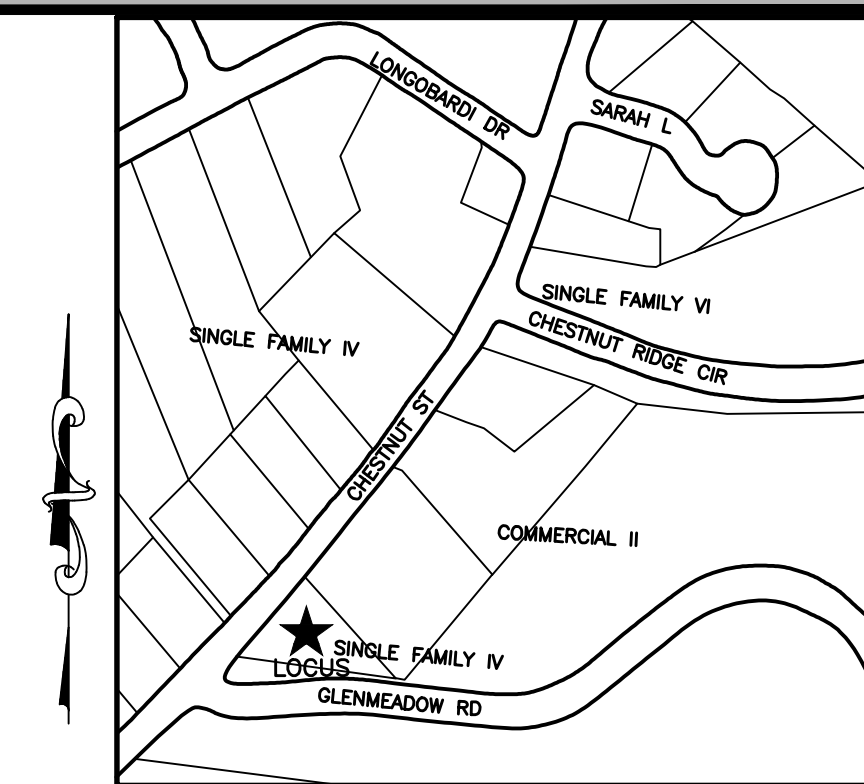 LONGOBARDI DR
SARAH L
SINGLE FAMILY VI
CHESTNUT RIDGE CIR
SINGLE FAMILY IV
CHESTNUT ST
COMMERCIAL II
SINGLE FAMILY IV
LOCUS
GLENMEADOW RD